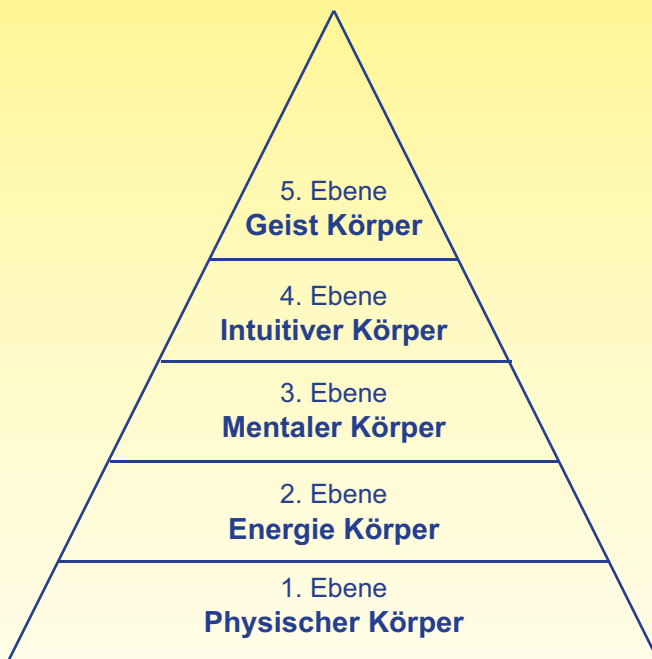 5. Ebene
Geist Körper
4. Ebene
Intuitiver Körper
3. Ebene
Mentaler Körper
2. Ebene
Energie Körper
1. Ebene
Physischer Körper